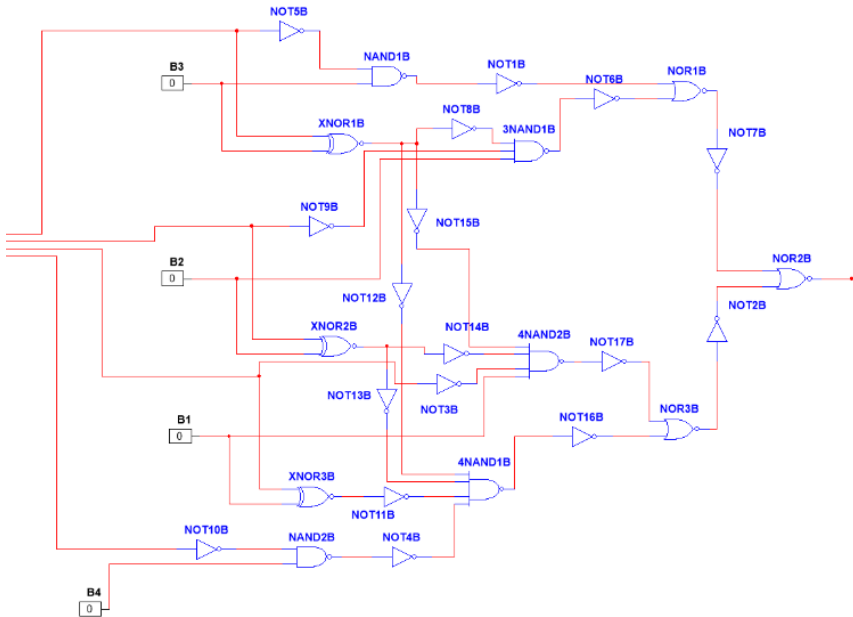 NOT5B
NAND1B
B3
0
NOT1B
NOT6B
NOR1B
XNOR1B
NOT8B
3NAND1B
NOT7B
NOT9B
NOT15B
B2
0
NOT12B
NOR2B
NOT2B
XNOR2B
NOT14B
4NAND2B
NOT17B
NOT13B
NOT3B
NOR3B
B1
0
NOT16B
XNOR3B
4NAND1B
NOT11B
NOT10B
NAND2B
NOT4B
B4
0